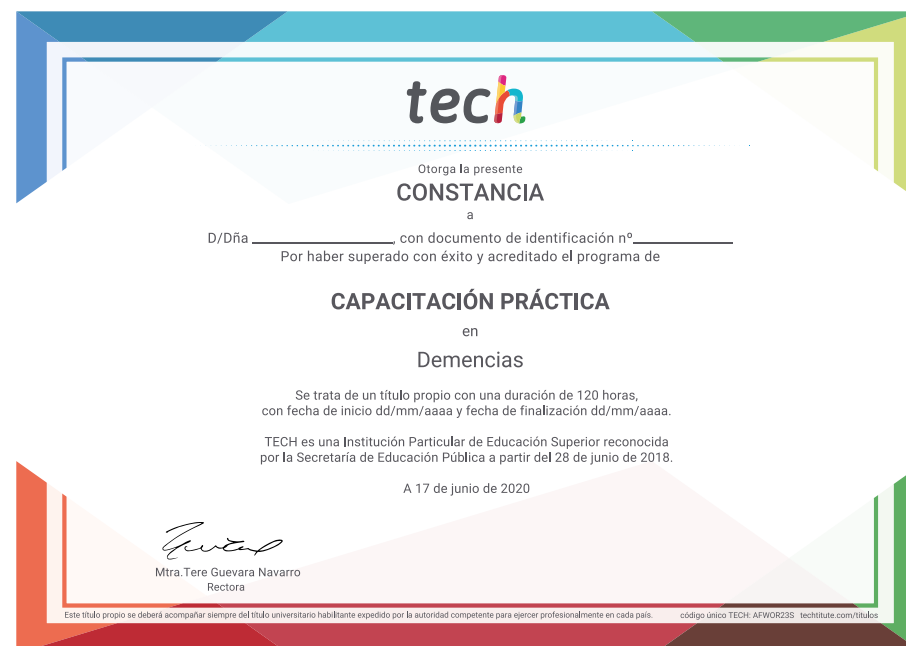 tech
Otorga la presente
CONSTANCIA
a
D/Dña ____________________, con documento de identificación nº______________
Por haber superado con éxito y acreditado el programa de
CAPACITACIÓN PRÁCTICA
en
Demencias
Se trata de un título propio con una duración de 120 horas,
con fecha de inicio dd/mm/aaaa y fecha de finalización dd/mm/aaaa.
TECH es una Institución Particular de Educación Superior reconocida
por la Secretaría de Educación Pública a partir del 28 de junio de 2018.
A 17 de junio de 2020
Mtra.Tere Guevara Navarro
Rectora
Este título propio se deberá acompañar siempre del título universitario habilitante expedido por la autoridad competente para ejercer profesionalmente en cada país. código único TECH: AFWOR23S techtitute.com/titulos